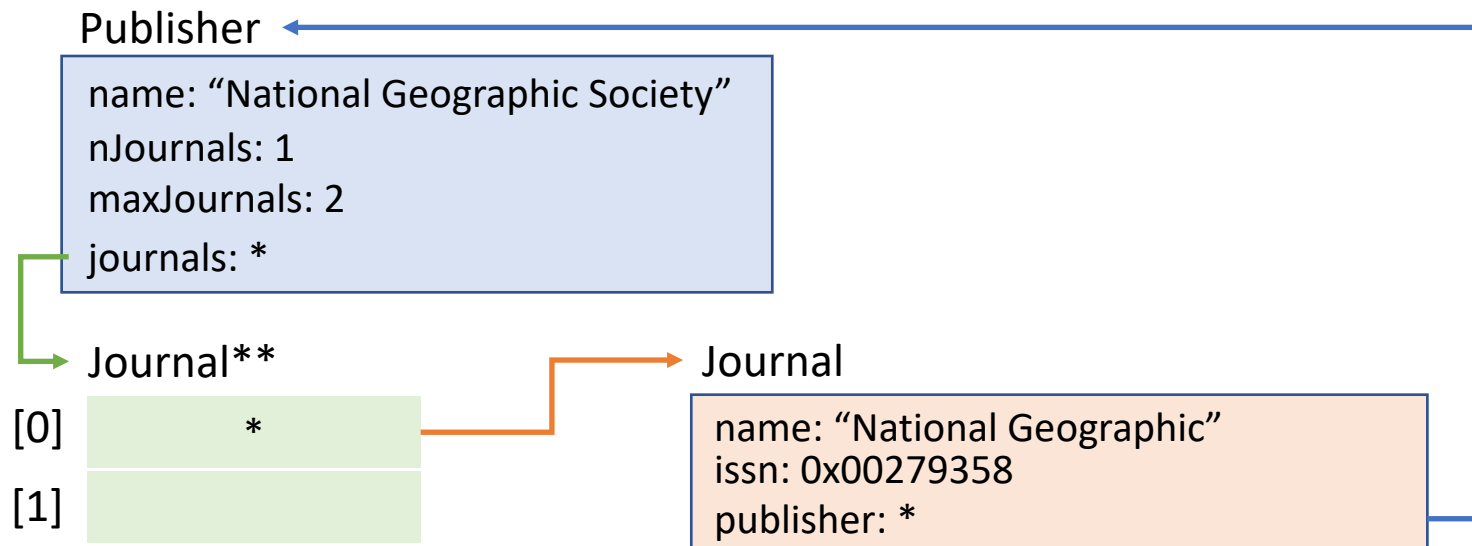 Publisher
name: “National Geographic Society”
nJournals: 1
maxJournals: 2
journals: *
Journal**
[0]
*
[1]
Journal
name: “National Geographic”
issn: 0x00279358
publisher: *